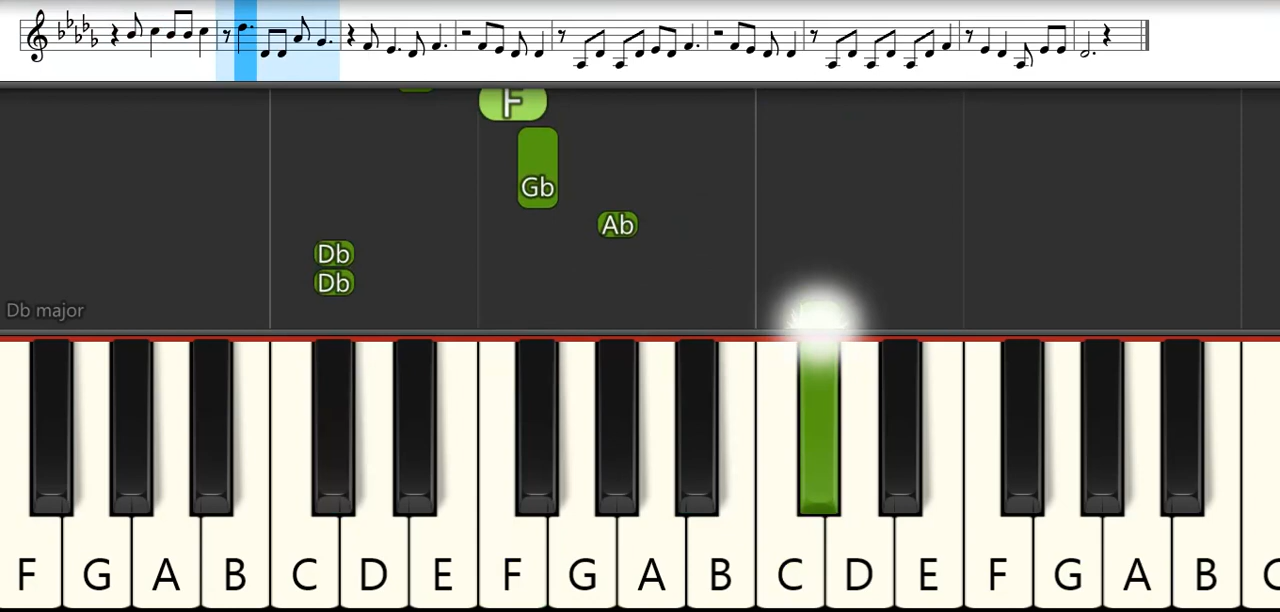 F
Gb
Ab
Db
Db
Db major
F G A B C D E F G A B C D E F G A B C